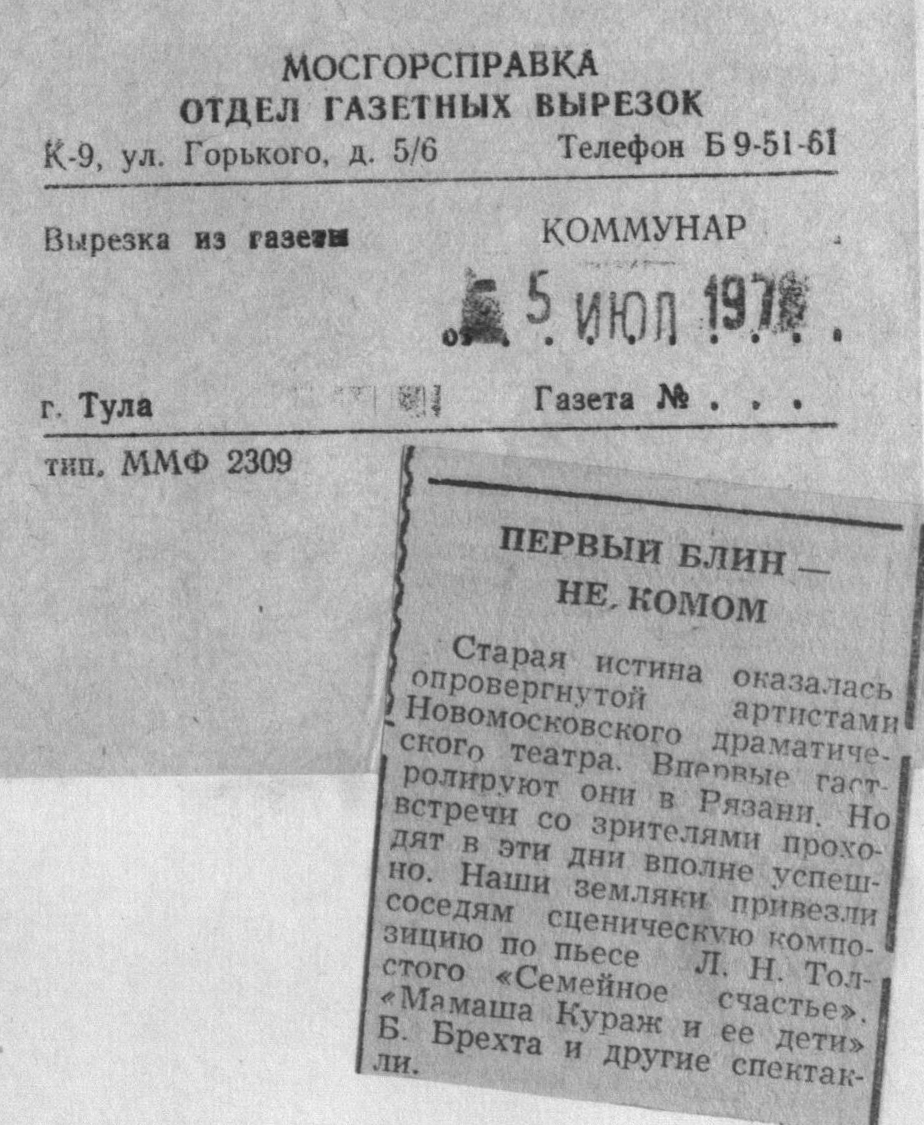 МОСГОРСПРАВКА
ОТДЕЛ ГАЗЕТНЫХ ВЫРЕЗОК
К-9, ул. Горького, д. 5/6 Телефон Б 9-51-61
Вырезка из газеты КОММУНАР
от 5 ИЮЛ 197
г. Тула Газета № . . .
тип. ММФ 2309
ПЕРВЫЙ БЛИН —
НЕ КОМОМ
Старая истина оказалась
опровергнутой артистами
Новомосковского драматиче-
ского театра. Впервые гаст-
ролируют они в Рязани. Но
встречи со зрителями прохо-
дят в эти дни вполне успеш-
но. Наши земляки привезли
соседям сценическую компо-
зицию по пьесе Л. Н. Тол-
стого «Семейное счастье».
«Мамаша Кураж и ее дети»
Б. Брехта и другие спектак-
ли.